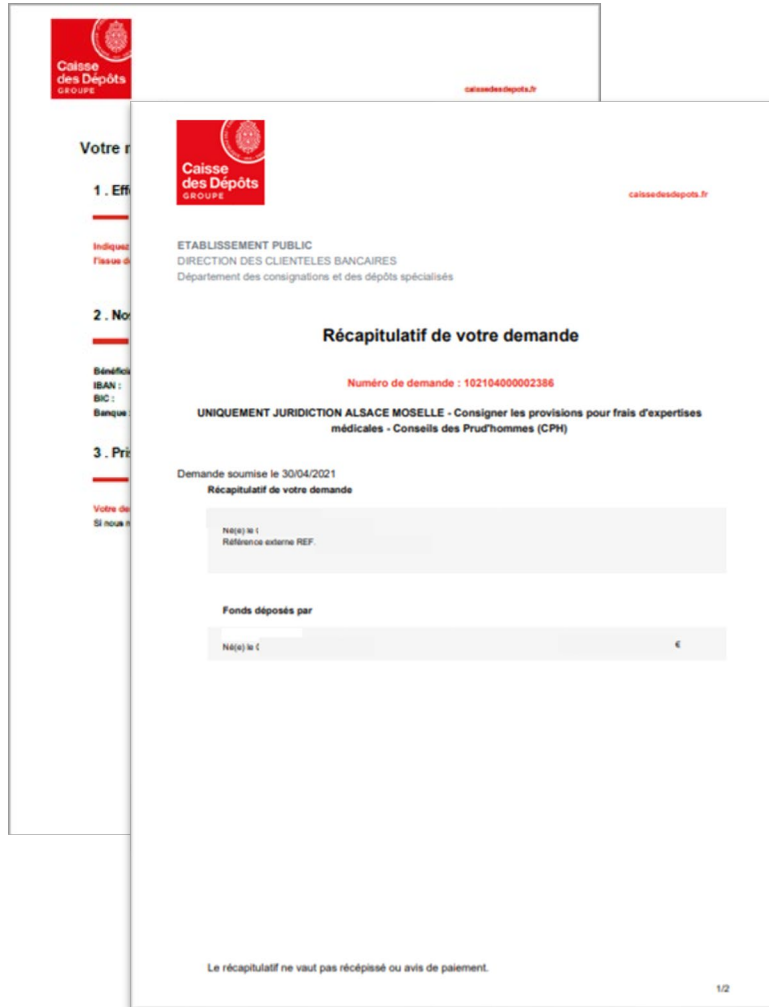 Caisse
des Dépôts
GROUPE
caissedesdepots.fr
Votre
1 . Eff
Indiquez
l'issue
2 . No
IBAN :
BIC :
Banque :
3 . Pri
Votre
Si nous
Caisse
des Dépôts
GROUPE
caissedesdepots.fr
ETABLISSEMENT PUBLIC
DIRECTION DES CLIENTELES BANCAIRES
Département des consignations et des dépôts spécialisés
Récapitulatif de votre demande
Numéro de demande : 102104000002386
UNIQUEMENT JURIDICTION ALSACE MOSELLE - Consigner les provisions pour frais d'expertises
médicales - Conseils des Prud'hommes (CPH)
Demande soumise le 30/04/2021
Récapitulatif de votre demande
Né(e) le
Référence externe REF.
Fonds déposés par
Né(e) le
€
Le récapitulatif ne vaut pas récépissé ou avis de paiement.
1/2